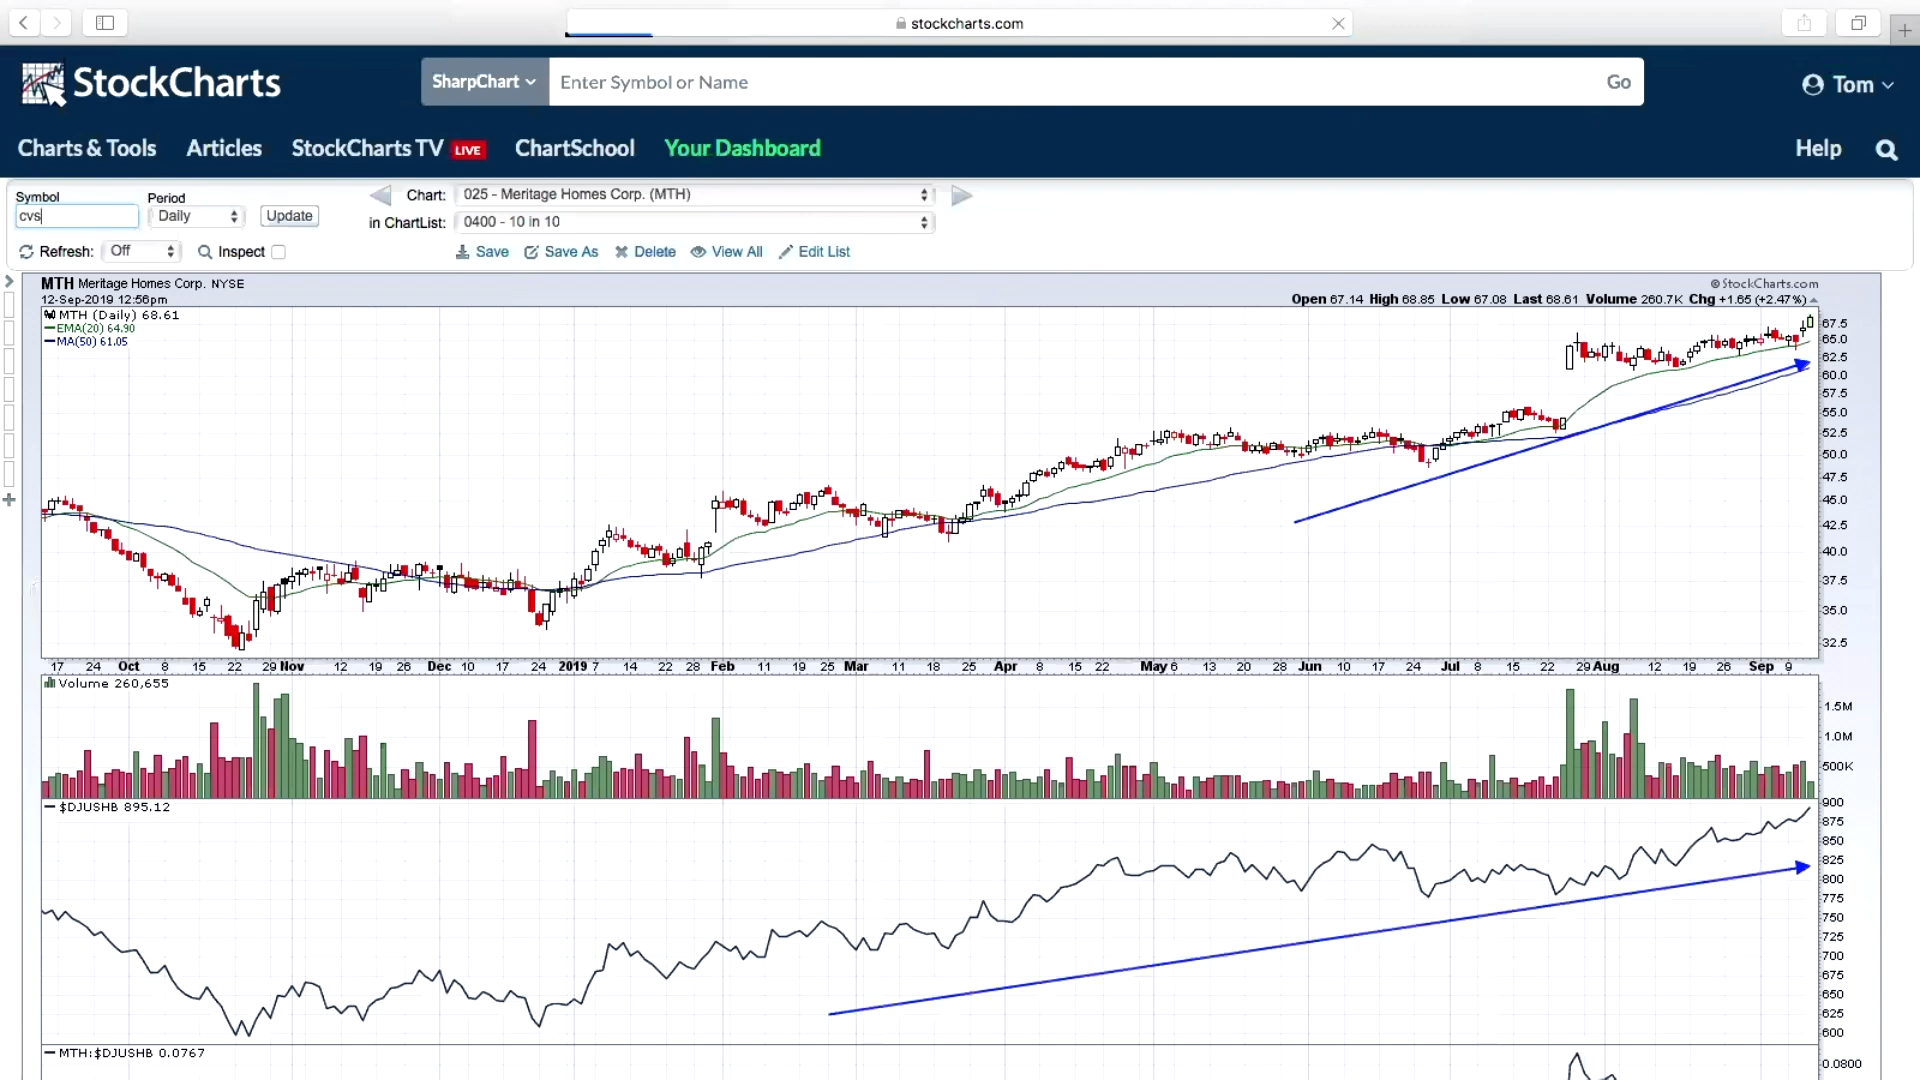 stockcharts.com
StockCharts
SharpChart
Enter Symbol or Name
Go
Tom
Charts & Tools
Articles
StockCharts TV LIVE
ChartSchool
Your Dashboard
Help
Symbol
Period
cvs
Daily
Update
Chart: 025 - Meritage Homes Corp. (MTH)
in ChartList: 0400 - 10 in 10
Refresh: Off
Inspect
Save
Save As
Delete
View All
Edit List
MTH Meritage Homes Corp. NYSE
© StockCharts.com
12-Sep-2019 12:56pm
Open 67.14 High 68.85 Low 67.08 Last 68.61 Volume 260.7K Chg +1.65 (+2.47%)
MTH (Daily) 68.61
EMA(20) 64.90
MA(50) 61.05
67.5
65.0
62.5
60.0
57.5
55.0
52.5
50.0
47.5
45.0
42.5
40.0
37.5
35.0
32.5
17 24 Oct 8 15 22 29 Nov 12 19 26 Dec 10 17 24 2019 7 14 22 28 Feb 11 19 25 Mar 11 18 25 Apr 8 15 22 May 6 13 20 28 Jun 10 17 24 Jul 8 15 22 29 Aug 12 19 26 Sep 9
Volume 260,655
1.5M
1.0M
500K
$DJUSHB 895.12
900
875
850
825
800
775
750
725
700
675
650
625
600
MTH:$DJUSHB 0.0767
0.0800